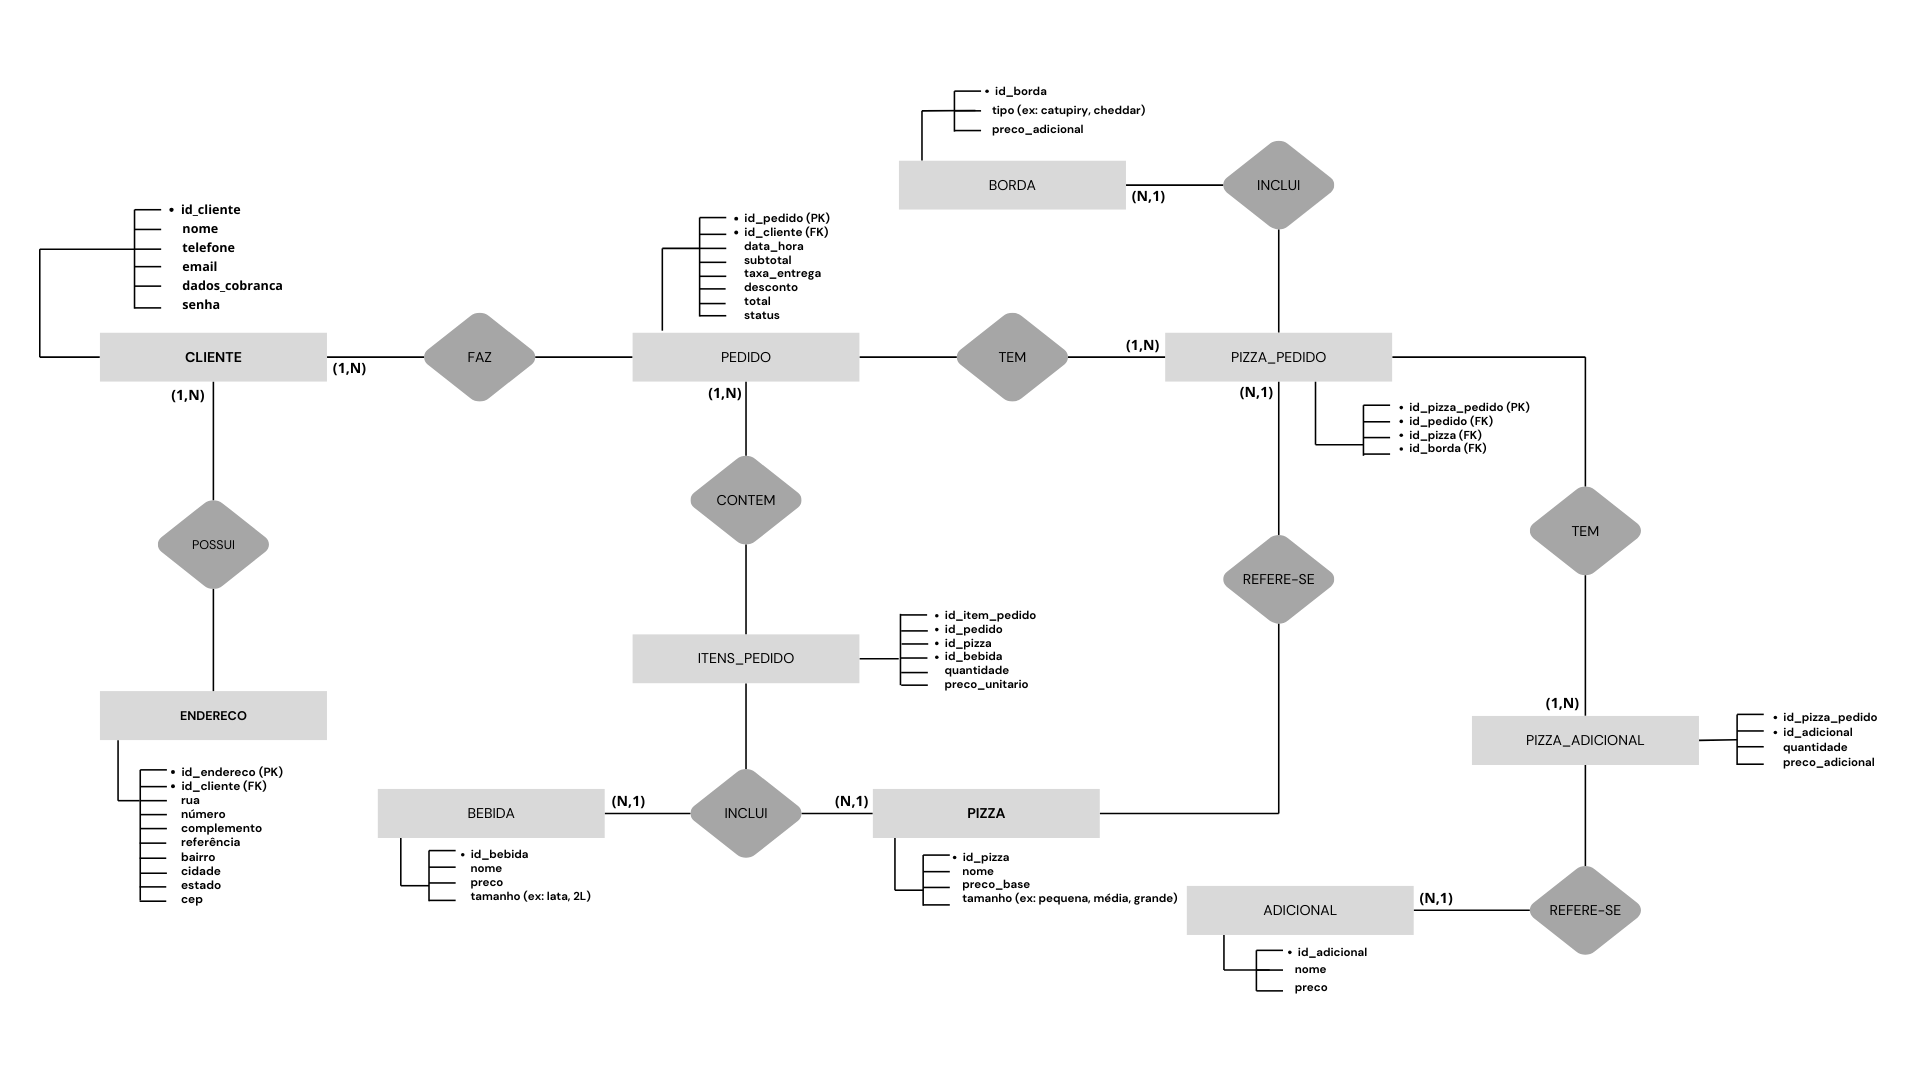 • id_borda
tipo (ex: catupiry, cheddar)
preco_adicional
BORDA
(N,1)
INCLUI
• id_cliente
nome
telefone
email
dados_cobranca
senha
CLIENTE
(1,N)
(1,N)
FAZ
• id_pedido (PK)
• id_cliente (FK)
data_hora
subtotal
taxa_entrega
desconto
total
status
PEDIDO
(1,N)
TEM
(1,N)
PIZZA_PEDIDO
(N,1)
• id_pizza_pedido (PK)
• id_pedido (FK)
• id_pizza (FK)
• id_borda (FK)
POSSUI
CONTEM
REFERE-SE
TEM
• id_item_pedido
• id_pedido
• id_pizza
• id_bebida
quantidade
preco_unitario
ITENS_PEDIDO
ENDERECO
• id_endereco (PK)
• id_cliente (FK)
rua
número
complemento
referência
bairro
cidade
estado
cep
(1,N)
PIZZA_ADICIONAL
• id_pizza_pedido
• id_adicional
quantidade
preco_adicional
BEBIDA
(N,1)
INCLUI
(N,1)
PIZZA
• id_bebida
nome
preco
tamanho (ex: lata, 2L)
• id_pizza
nome
preco_base
tamanho (ex: pequena, média, grande)
ADICIONAL
(N,1)
REFERE-SE
• id_adicional
nome
preco